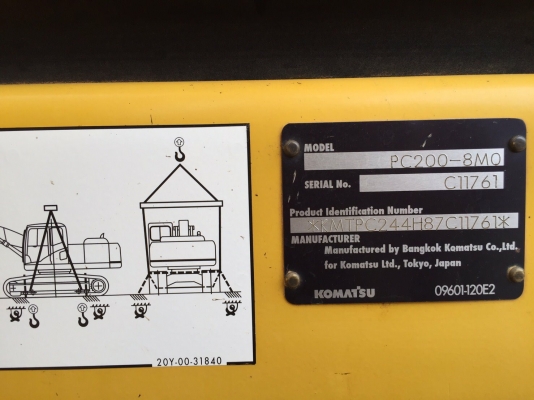 MODEL
PC200-8M0
SERIAL No.
C11761
Product Identification Number
*KMTPC244H87C11761*
MANUFACTURER
Manufactured by Bangkok Komatsu Co.,Ltd.
for Komatsu Ltd., Tokyo, Japan
KOMATSU
09601-120E2
20Y-00-31840